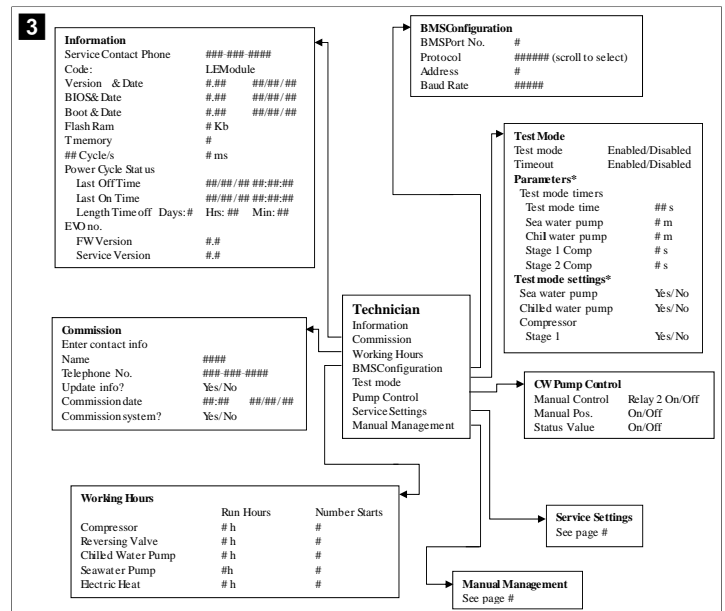 3
Information
Service Contact Phone ###-###-####
Code: LEModule
Version & Date #.## ##/##/##
BIOS& Date #.## ##/##/##
Boot & Date #.## ##/##/##
Flash Ram # Kb
Tmemory #
## Cycle/s # ms
Power Cycle Status
Last Off Time ##/##/## ##:##:##
Last On Time ##/##/## ##:##:##
Length Time off Days: # Hrs: ## Min: ##
EVO no.
FW Version #.#
Service Version #.#
BMSConfiguration
BMSPort No. #
Protocol ###### (scroll to select)
Address #
Baud Rate #####
Test Mode
Test mode Enabled/Disabled
Timeout Enabled/Disabled
Parameters*
Test mode timers
Test mode time ## s
Sea water pump # m
Chill water pump # m
Stage 1 Comp # s
Stage 2 Comp # s
Test mode settings*
Sea water pump Yes/No
Chilled water pump Yes/No
Compressor
Stage 1 Yes/No
Technician
Information
Commission
Working Hours
BMSConfiguration
Test mode
Pump Control
Service Settings
Manual Management
Commission
Enter contact info
Name ####
Telephone No. ###-###-####
Update info? Yes/No
Commission date ##:## ##/##/##
Commission system? Yes/No
CW Pump Control
Manual Control Relay 2 On/Off
Manual Pos. On/Off
Status Value On/Off
Working Hours
Run Hours Number Starts
Compressor # h #
Reversing Valve # h #
Chilled Water Pump # h #
Seawater Pump #h #
Electric Heat # h #
Service Settings
See page #
Manual Management
See page #